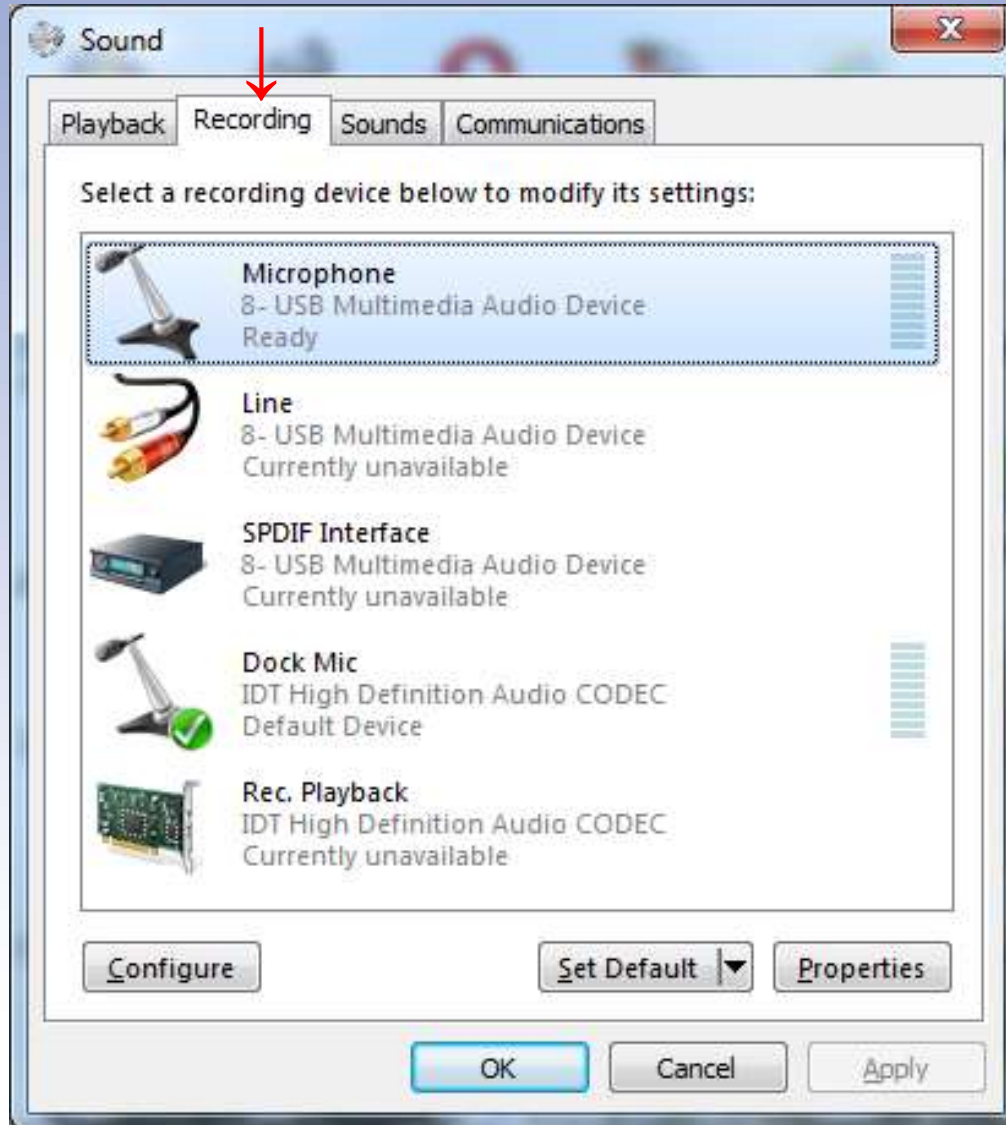 Sound
X
Playback Recording Sounds Communications
Select a recording device below to modify its settings:
Microphone
8- USB Multimedia Audio Device
Ready
Line
8- USB Multimedia Audio Device
Currently unavailable
SPDIF Interface
8- USB Multimedia Audio Device
Currently unavailable
Dock Mic
IDT High Definition Audio CODEC
Default Device
Rec. Playback
IDT High Definition Audio CODEC
Currently unavailable
Configure Set Default Properties
OK Cancel Apply